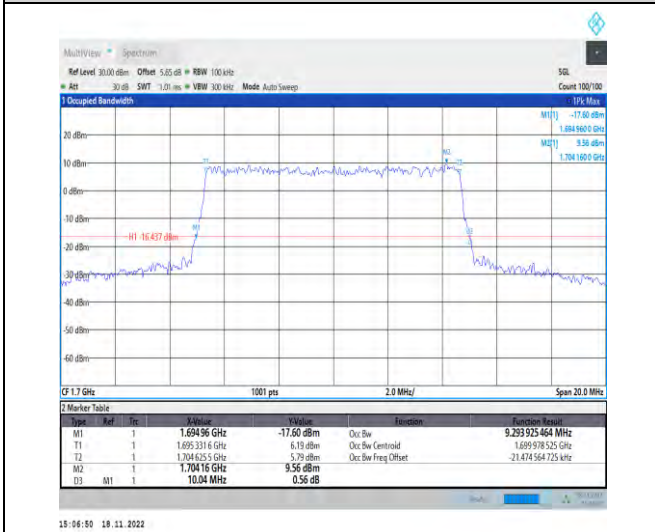 MultiView Spectrum
Ref Level 30.00 dBm Offset 5.65 dB RBW 100 kHz SGL
Att 30 dB SWT 1.01 ms VBW 300 kHz Mode Auto Sweep Count 100/100
1 Occupied Bandwidth 1Pk Max
M1[1] -17.60 dBm
1.694 960 0 GHz
M2[1] 9.56 dBm
1.704 160 0 GHz
20 dBm
M2
10 dBm
T1
0 dBm
-10 dBm
M1
H1 -16.437 dBm
-20 dBm
-30 dBm
-40 dBm
-50 dBm
-60 dBm
CF 1.7 GHz 1001 pts 2.0 MHz/ Span 20.0 MHz
2 Marker Table
Type Ref Trc X-Value Y-Value Function Function Result
M1 1 1.694 96 GHz -17.60 dBm Occ Bw 9.293 925 464 MHz
T1 1 1.695 331 6 GHz 6.19 dBm Occ Bw Centroid 1.699 978 525 GHz
T2 1 1.704 625 5 GHz 5.79 dBm Occ Bw Freq Offset -21.474 564 725 kHz
M2 1 1.704 16 GHz 9.56 dBm
D3 M1 1 10.04 MHz 0.56 dB
15:06:50 18.11.2022